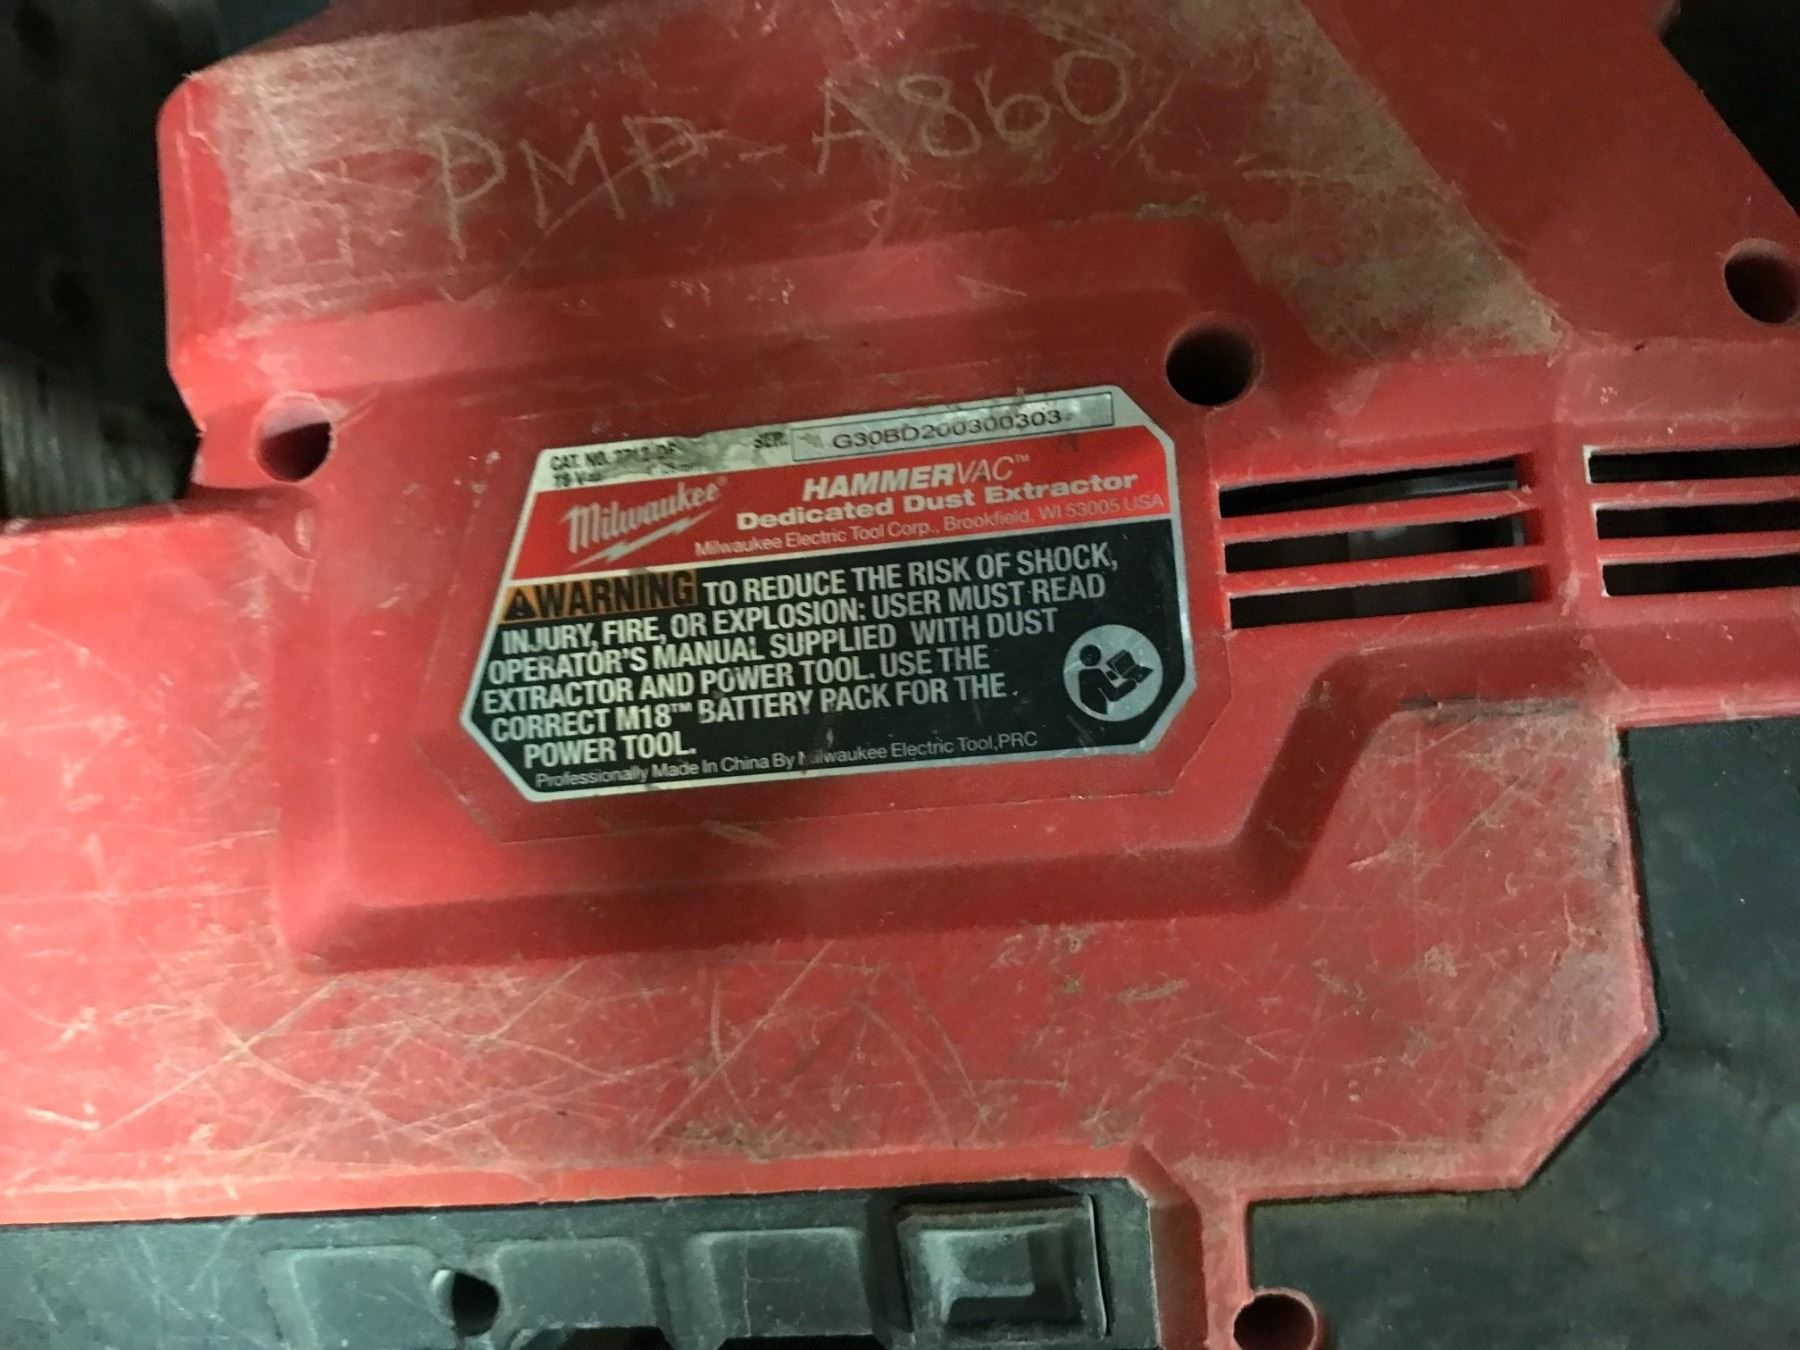 PMP-A860
CAT. NO. 2712-DE SER. G30BD200300303
18
Milwaukee®
HAMMERVAC™
Dedicated Dust Extractor
Milwaukee Electric Tool Corp., Brookfield, WI 53005 USA
WARNING TO REDUCE THE RISK OF SHOCK,
INJURY, FIRE, OR EXPLOSION: USER MUST READ
OPERATOR'S MANUAL SUPPLIED WITH DUST
EXTRACTOR AND POWER TOOL. USE THE
CORRECT M18™ BATTERY PACK FOR THE
POWER TOOL.
Professionally Made In China By Milwaukee Electric Tool,PRC